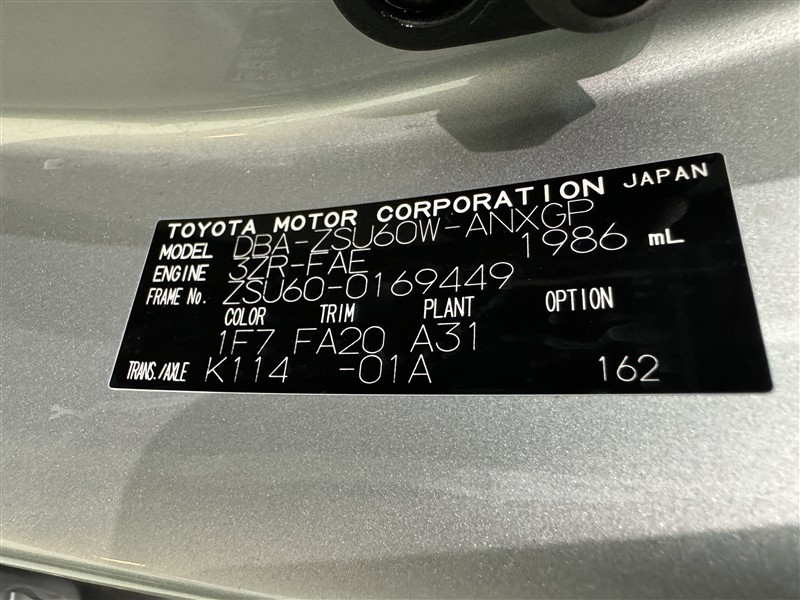 TOYOTA MOTOR CORPORATION JAPAN
MODEL DBA-ZSU60W-ANXGP
ENGINE 3ZR-FAE 1986 mL
FRAME No. ZSU60-0169449
COLOR TRIM PLANT OPTION
1F7 FA20 A31
TRANS./AXLE K114 -01A 162